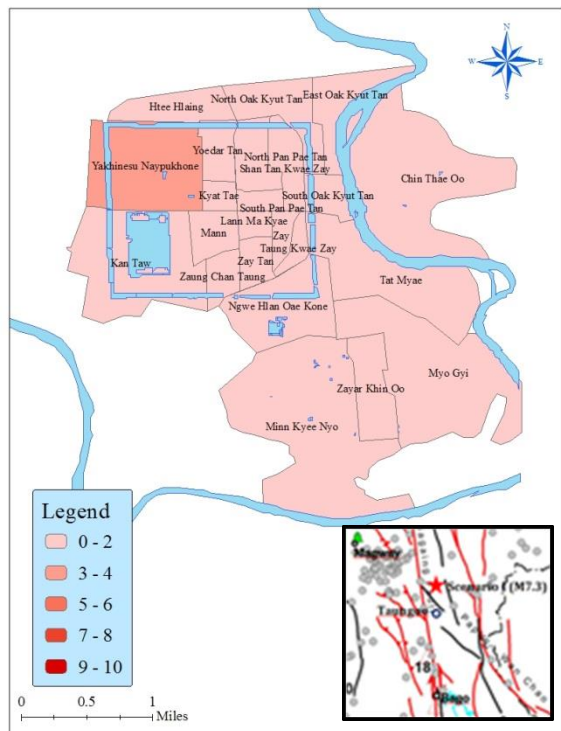 N
W E
S
North Oak Kyut Tan
East Oak Kyut Tan
Htee Hlaing
Yoedar Tan
North Pan Pae Tan
Yakhinesu Naypukhone
Shan Tan Kwae Zay
Chin Thae Oo
Kyat Tae
South Oak Kyut Tan
South Pan Pae Tan
Lann Ma Kyae
Mann
Zay
Taung Kwae Zay
Kan Taw
Zay Tan
Zaung Chan Taung
Tat Myae
Ngwe Hlan Oae Kone
Myo Gyi
Zayar Khin Oo
Minn Kyee Nyo
Legend
0 - 2
3 - 4
5 - 6
7 - 8
9 - 10
0 0.5 1
Miles
Magway
Scenario I (M7.3)
Taungoo
18
Bago